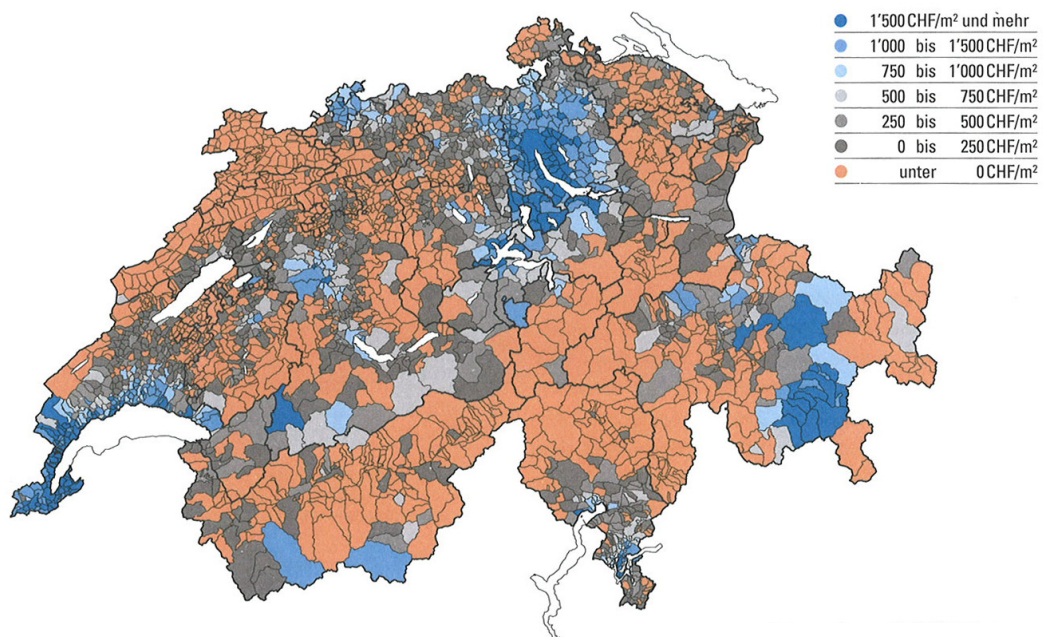 1'500 CHF/m² und mehr
1'000 bis 1'500 CHF/m²
750 bis 1'000 CHF/m²
500 bis 750 CHF/m²
250 bis 500 CHF/m²
0 bis 250 CHF/m²
unter 0 CHF/m²